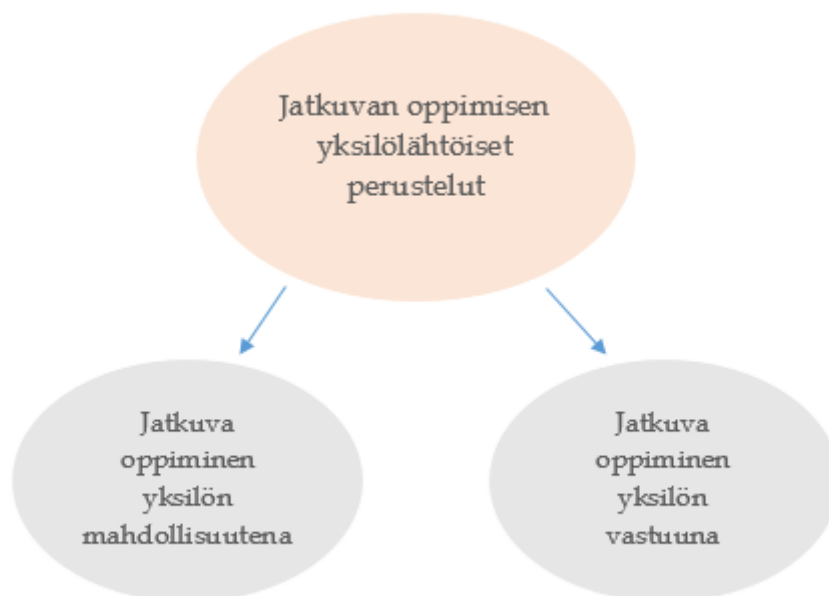 Jatkuvan oppimisen
yksilölähtöiset
perustelut
Jatkuva
oppiminen
yksilön
mahdollisuutena
Jatkuva
oppiminen
yksilön
vastuuna